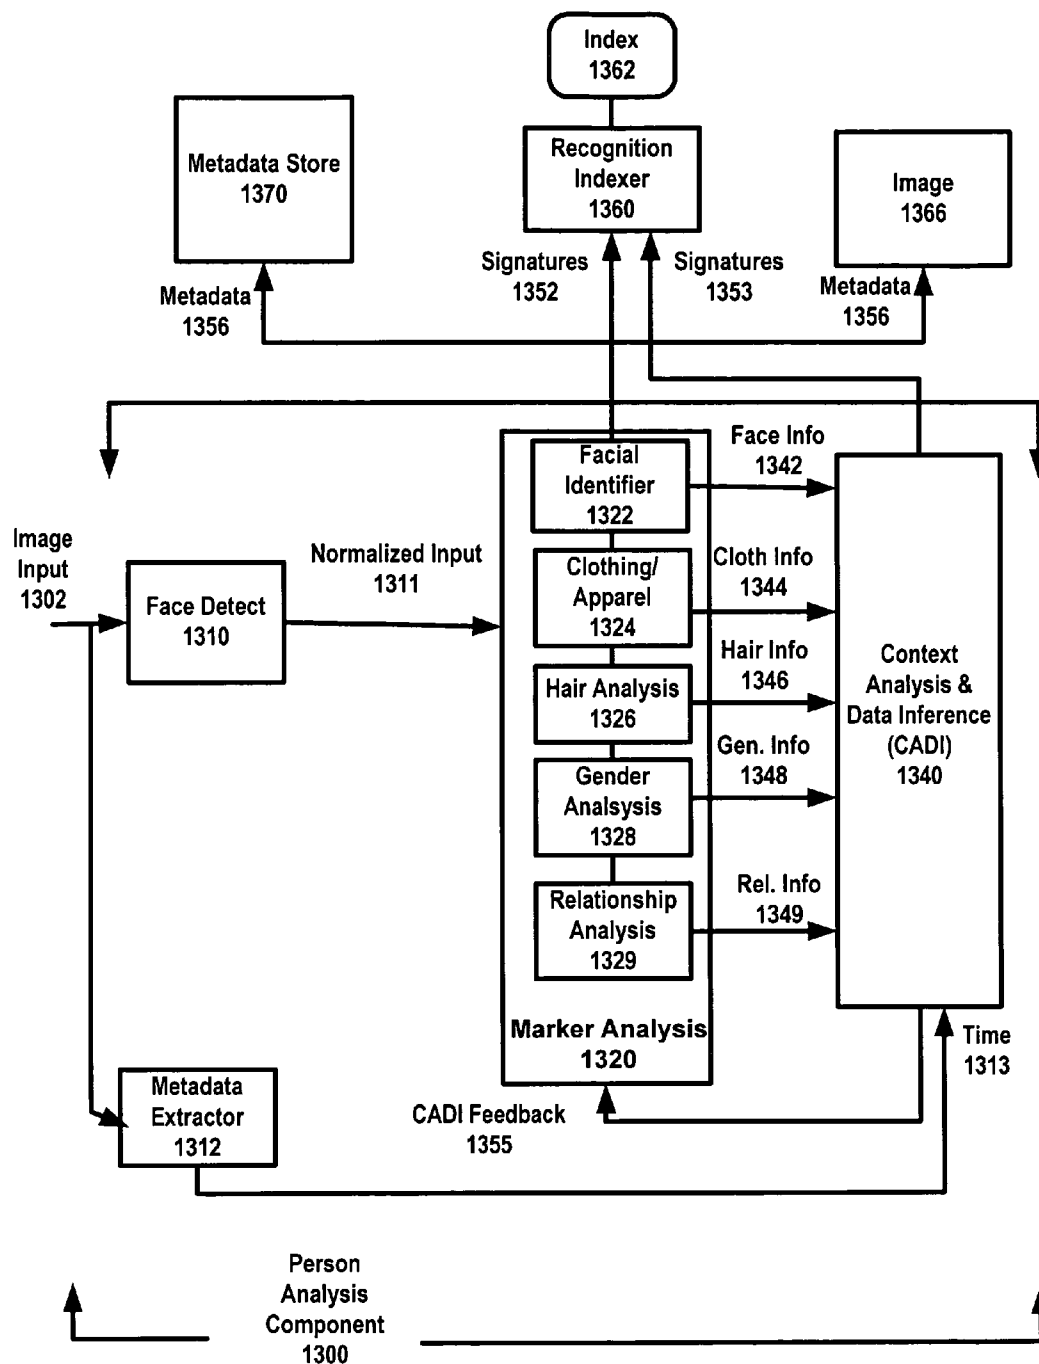 Index
1362
Metadata Store
1370
Recognition
Indexer
1360
Image
1366
Signatures
1352
Signatures
1353
Metadata
1356
Metadata
1356
Face Info
1342
Facial
Identifier
1322
Image
Input
1302
Normalized Input
1311
Face Detect
1310
Clothing/
Apparel
1324
Cloth Info
1344
Hair Analysis
1326
Hair Info
1346
Context
Analysis &
Data Inference
(CADI)
1340
Gender
Analsysis
1328
Gen. Info
1348
Relationship
Analysis
1329
Rel. Info
1349
Marker Analysis
1320
Time
1313
Metadata
Extractor
1312
CADI Feedback
1355
Person
Analysis
Component
1300